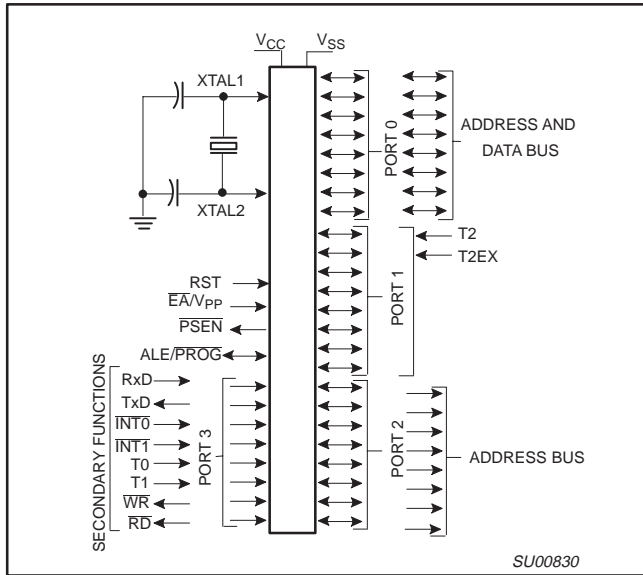 VCC
VSS
XTAL1
XTAL2
PORT 0
ADDRESS AND
DATA BUS
T2
T2EX
PORT 1
RST
EA/VPP
PSEN
ALE/PROG
SECONDARY FUNCTIONS
RxD
TxD
INT0
INT1
T0
T1
WR
RD
PORT 3
PORT 2
ADDRESS BUS
SU00830